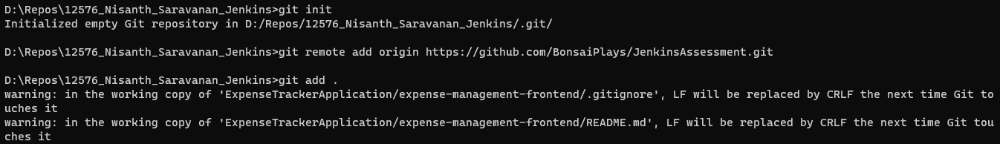 D:\Repos\12576_Nisanth_Saravanan_Jenkins>git init
Initialized empty Git repository in D:/Repos/12576_Nisanth_Saravanan_Jenkins/.git/
D:\Repos\12576_Nisanth_Saravanan_Jenkins>git remote add origin https://github.com/BonsaiPlays/JenkinsAssessment.git
D:\Repos\12576_Nisanth_Saravanan_Jenkins>git add .
warning: in the working copy of 'ExpenseTrackerApplication/expense-management-frontend/.gitignore', LF will be replaced by CRLF the next time Git to
uches it
warning: in the working copy of 'ExpenseTrackerApplication/expense-management-frontend/README.md', LF will be replaced by CRLF the next time Git tou
ches it